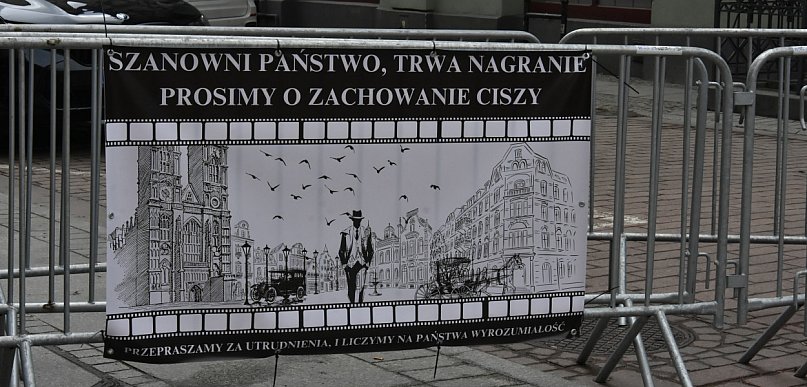 SZANOWNI PAŃSTWO, TRWA NAGRANIE
PROSIMY O ZACHOWANIE CISZY
PRZEPRASZAMY ZA UTRUDNIENIA, I LICZYMY NA PAŃSTWA WYROZUMIAŁOŚĆ